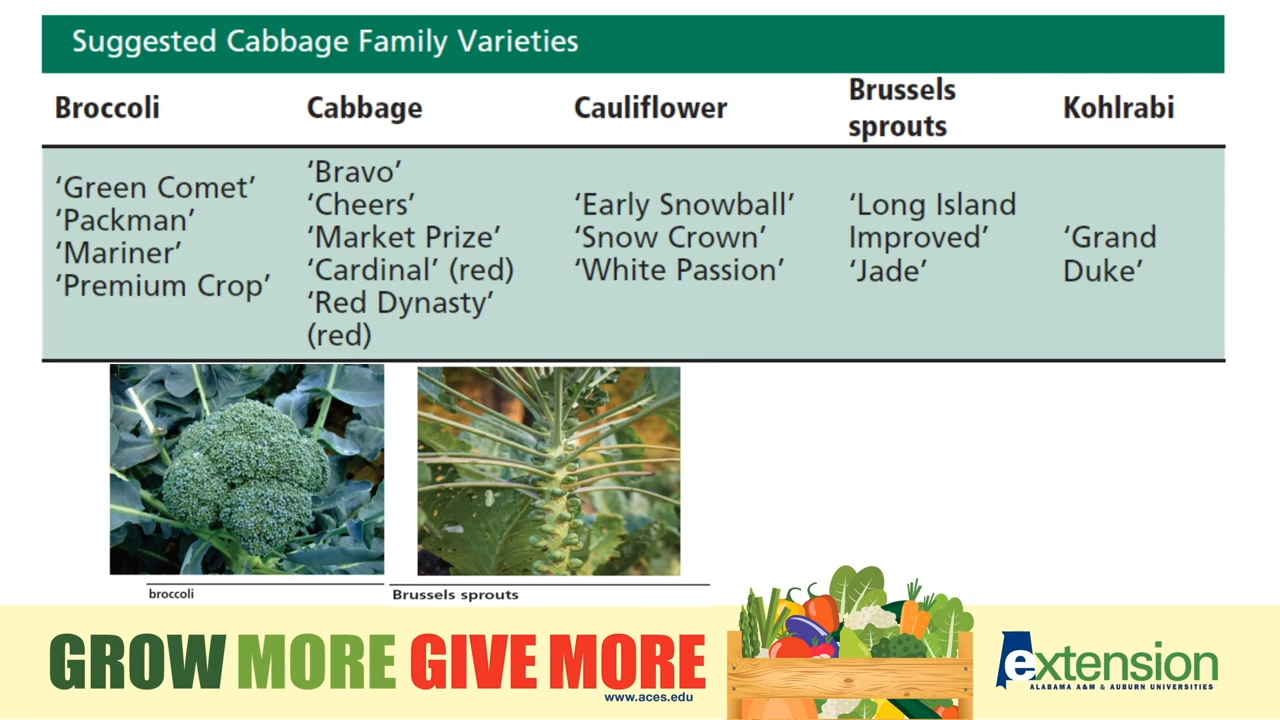 Suggested Cabbage Family Varieties
Broccoli
Cabbage
Cauliflower
Brussels
sprouts
Kohlrabi
‘Green Comet’
‘Packman’
‘Mariner’
‘Premium Crop’
‘Bravo’
‘Cheers’
‘Market Prize’
‘Cardinal’ (red)
‘Red Dynasty’
(red)
‘Early Snowball’
‘Snow Crown’
‘White Passion’
‘Long Island
Improved’
‘Jade’
‘Grand
Duke’
broccoli
Brussels sprouts
GROW MORE GIVE MORE
www.aces.edu
extension
ALABAMA A&M & AUBURN UNIVERSITIES